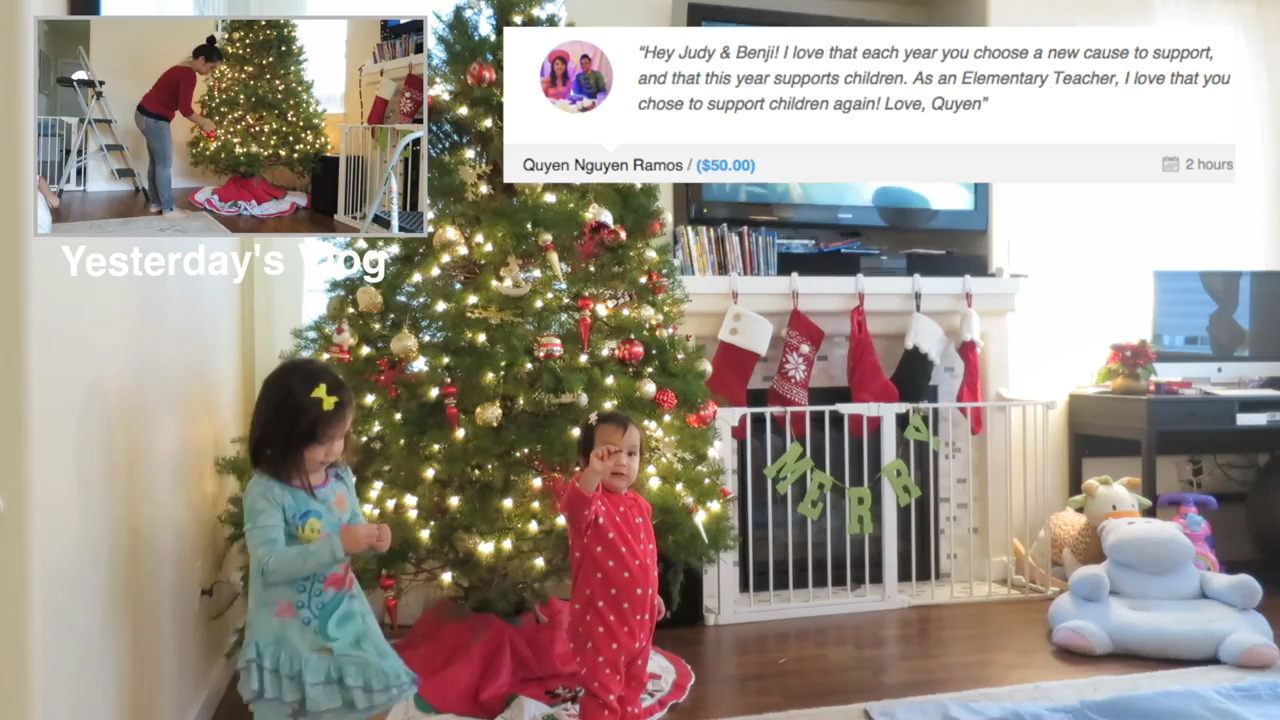 "Hey Judy & Benji! I love that each year you choose a new cause to support,
and that this year supports children. As an Elementary Teacher, I love that you
chose to support children again! Love, Quyen"
Quyen Nguyen Ramos / ($50.00)
2 hours
Yesterday's Vlog
MERRY